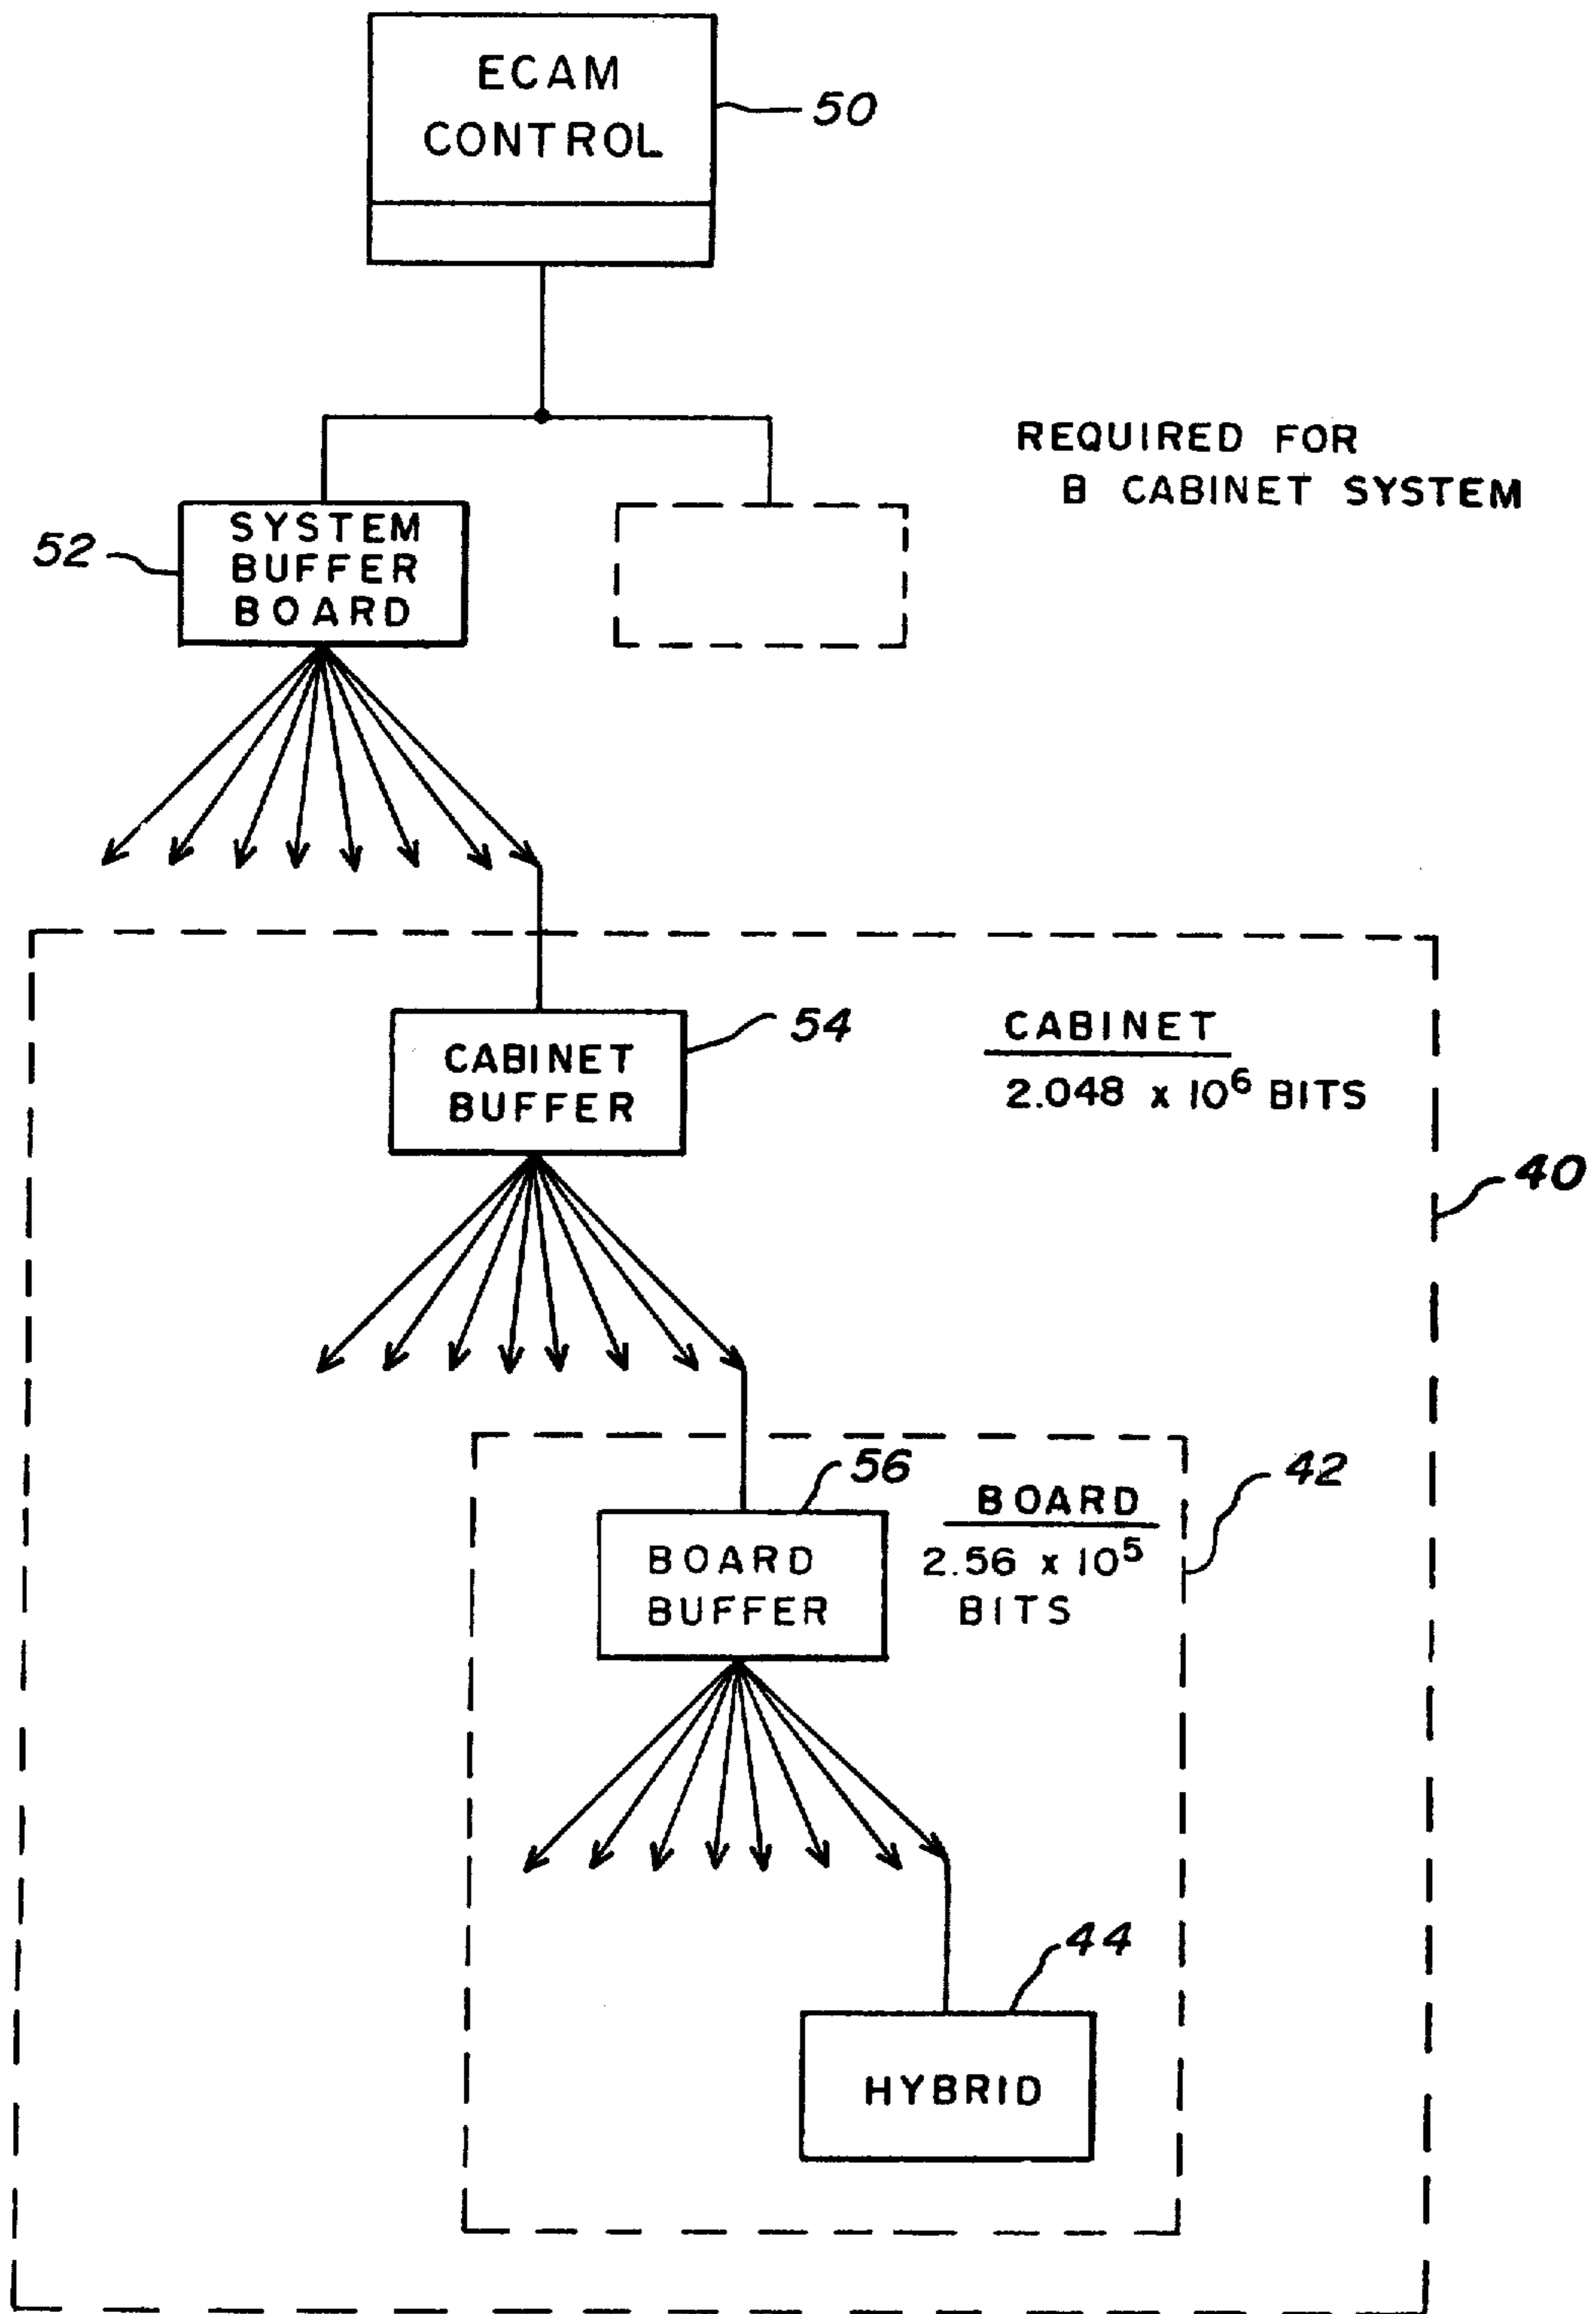 ECAM
CONTROL
50
REQUIRED FOR
B CABINET SYSTEM
52
SYSTEM
BUFFER
BOARD
54
CABINET
BUFFER
CABINET
2.048 x 10⁶ BITS
40
56
42
BOARD
BUFFER
BOARD
2.56 x 10⁵
BITS
44
HYBRID